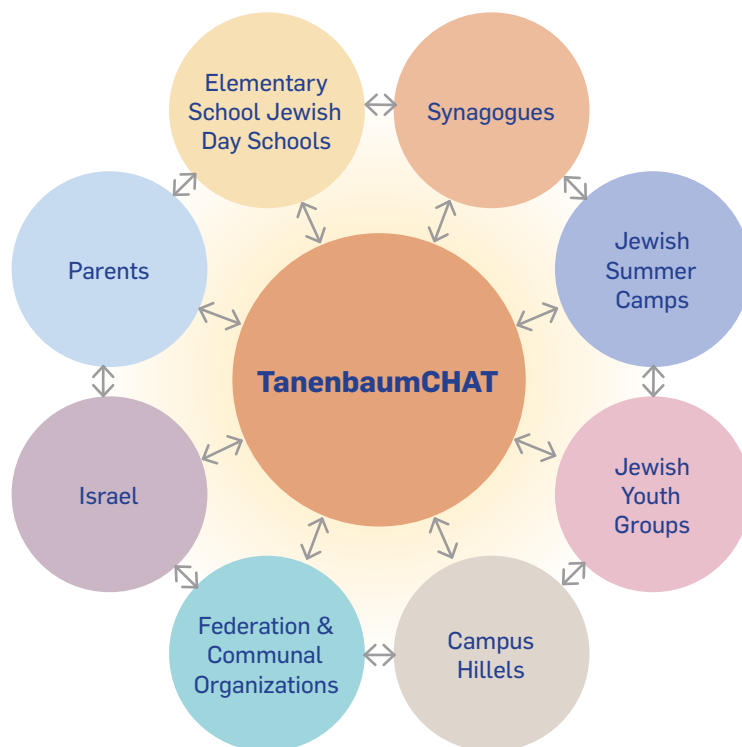 Elementary
School Jewish
Day Schools
Synagogues
Jewish
Summer
Camps
Parents
TanenbaumCHAT
Israel
Jewish
Youth
Groups
Federation &
Communal
Organizations
Campus
Hillels